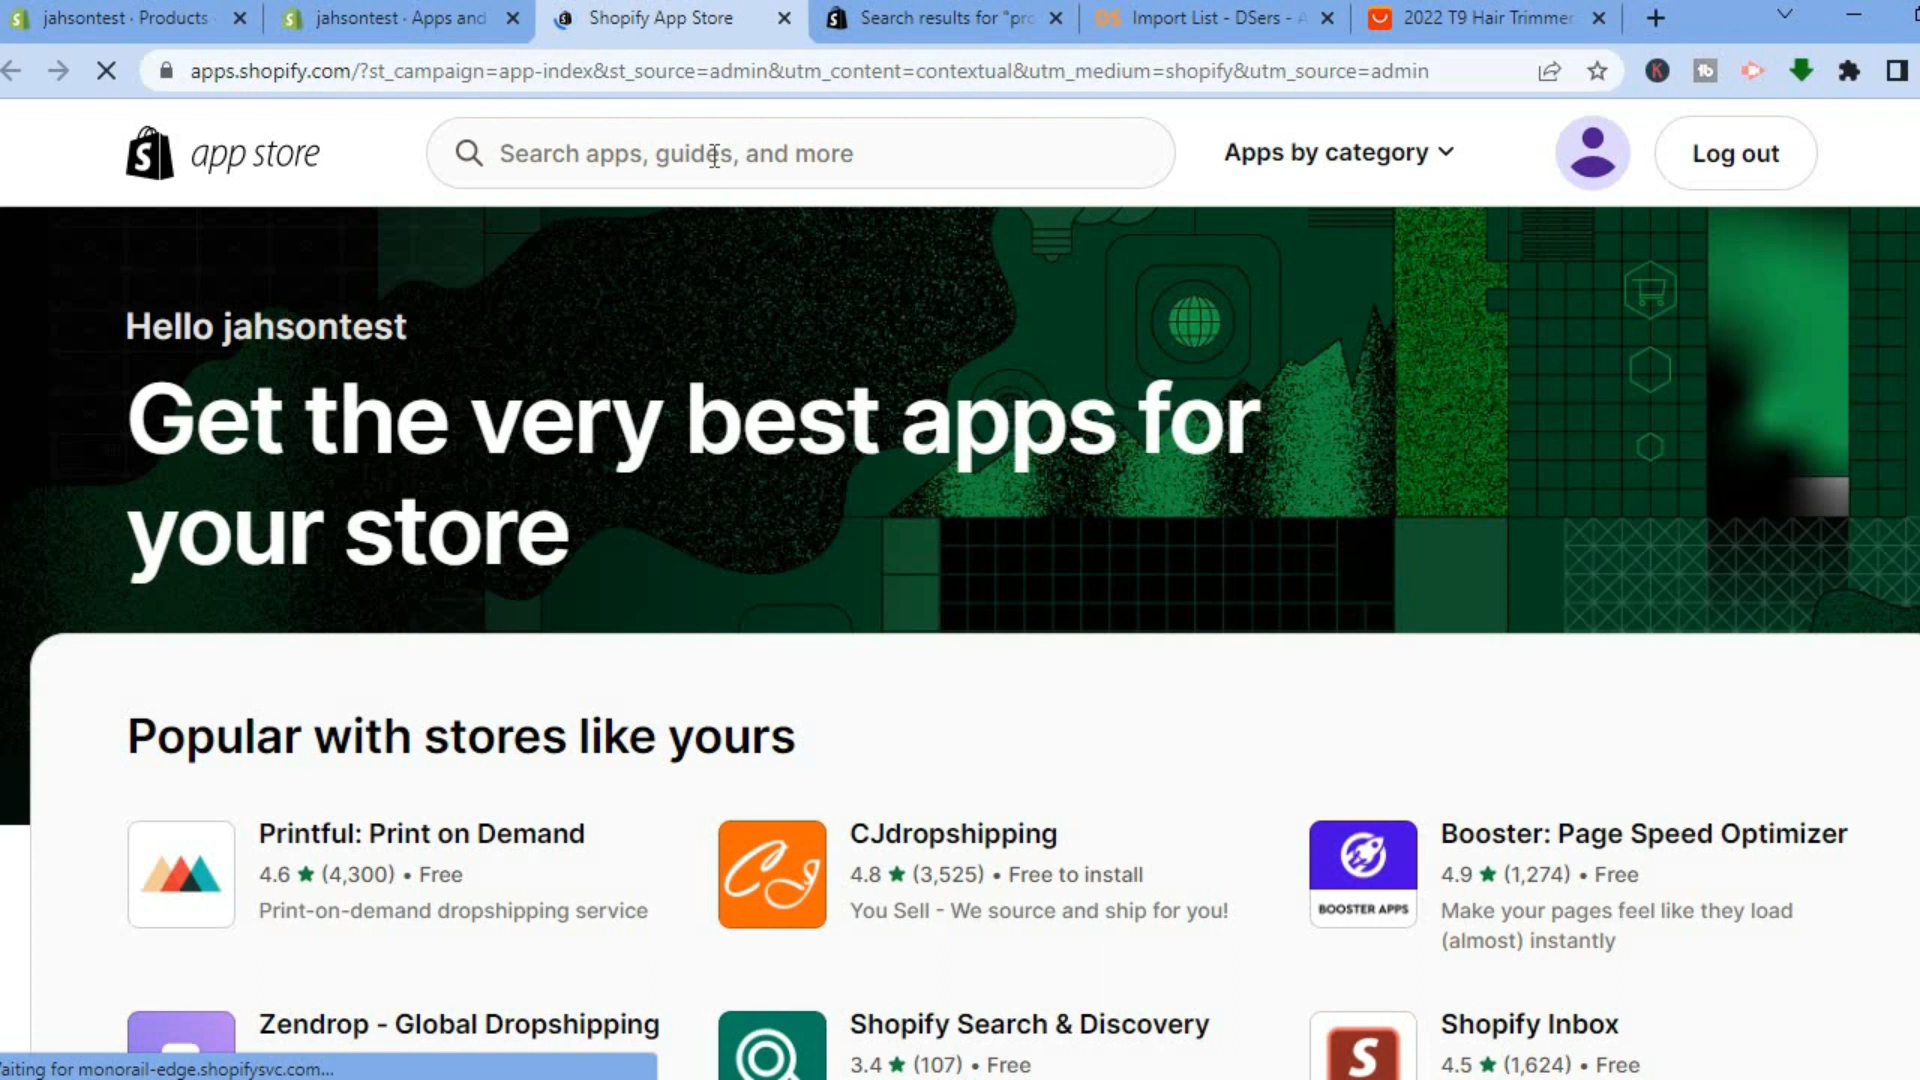 jahsontest · Products
jahsontest · Apps and
Shopify App Store
Search results for "pro
DS Import List - DSers - A
2022 T9 Hair Trimmer
apps.shopify.com/?st_campaign=app-index&st_source=admin&utm_content=contextual&utm_medium=shopify&utm_source=admin
app store
Search apps, guides, and more
Apps by category
Log out
Hello jahsontest
Get the very best apps for
your store
Popular with stores like yours
Printful: Print on Demand
4.6 ★ (4,300) • Free
Print-on-demand dropshipping service
CJdropshipping
4.8 ★ (3,525) • Free to install
You Sell - We source and ship for you!
BOOSTER APPS
Booster: Page Speed Optimizer
4.9 ★ (1,274) • Free
Make your pages feel like they load
(almost) instantly
Zendrop - Global Dropshipping
Shopify Search & Discovery
3.4 ★ (107) • Free
Shopify Inbox
4.5 ★ (1,624) • Free
aiting for monorail-edge.shopifysvc.com...